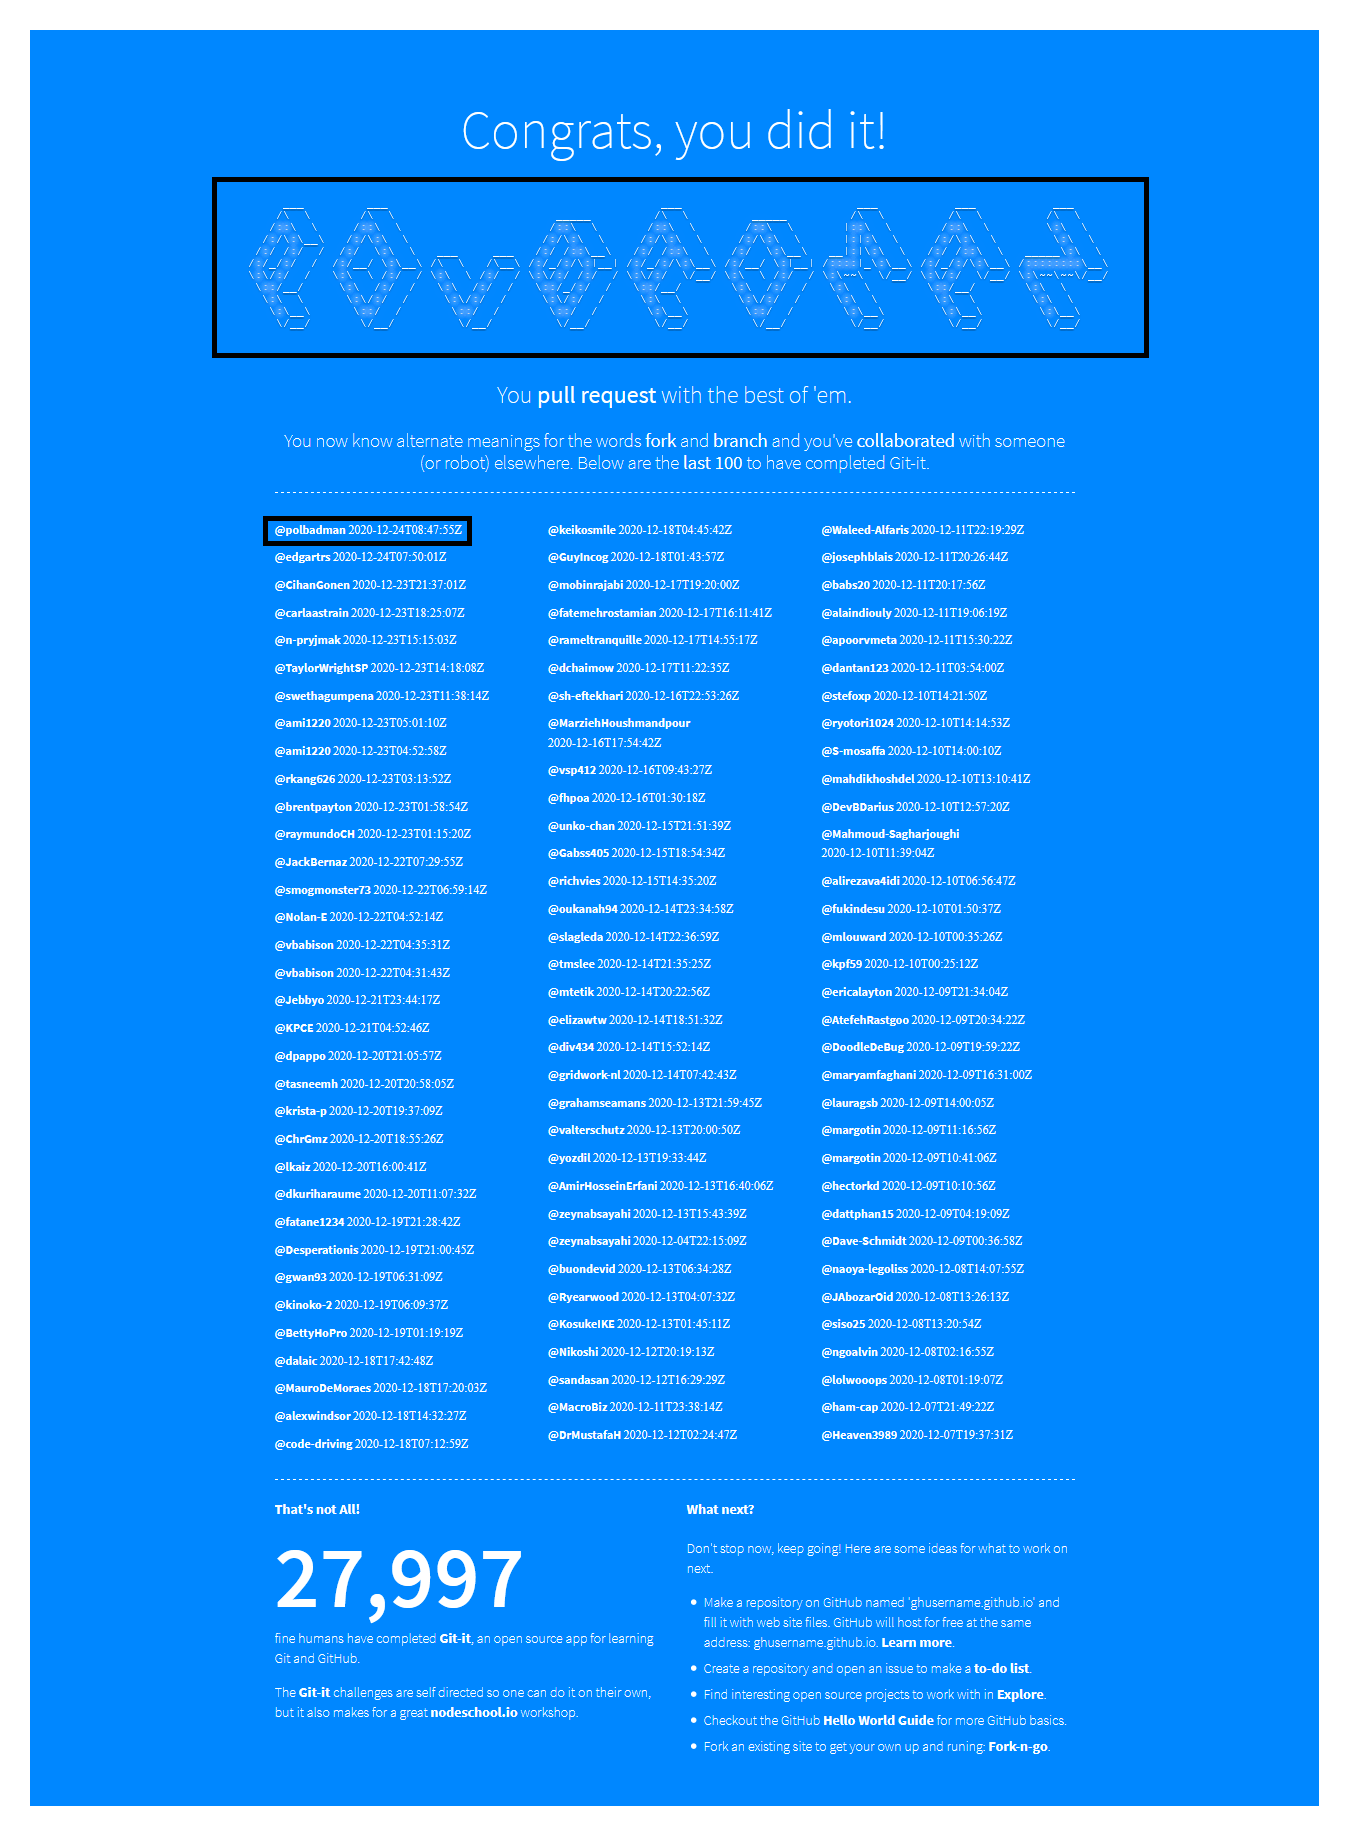 Congrats, you did it!
You pull request with the best of 'em.
You now know alternate meanings for the words fork and branch and you've collaborated with someone
(or robot) elsewhere. Below are the last 100 to have completed Git-it.
@polbadman 2020-12-24T08:47:55Z
@edgartrs 2020-12-24T07:50:01Z
@CihanGonen 2020-12-23T21:37:01Z
@carlaastrain 2020-12-23T18:25:07Z
@n-pryjmak 2020-12-23T15:15:03Z
@TaylorWrightSP 2020-12-23T14:18:08Z
@swethagumpena 2020-12-23T11:38:14Z
@ami1220 2020-12-23T05:01:10Z
@ami1220 2020-12-23T04:52:58Z
@rkang626 2020-12-23T03:13:52Z
@brentpayton 2020-12-23T01:58:54Z
@raymundoCH 2020-12-23T01:15:20Z
@JackBernaz 2020-12-22T07:29:55Z
@smogmonster73 2020-12-22T06:59:14Z
@Nolan-E 2020-12-22T04:52:14Z
@vbabison 2020-12-22T04:35:31Z
@vbabison 2020-12-22T04:31:43Z
@Jebbyo 2020-12-21T23:44:17Z
@KPCE 2020-12-21T04:52:46Z
@dpappo 2020-12-20T21:05:57Z
@tasneemh 2020-12-20T20:58:05Z
@krista-p 2020-12-20T19:37:09Z
@ChrGmz 2020-12-20T18:55:26Z
@lkaiz 2020-12-20T16:00:41Z
@dkuriharaume 2020-12-20T11:07:32Z
@fatane1234 2020-12-19T21:28:42Z
@Desperationis 2020-12-19T21:00:45Z
@gwan93 2020-12-19T06:31:09Z
@kinoko-2 2020-12-19T06:09:37Z
@BettyHoPro 2020-12-19T01:19:19Z
@dalaic 2020-12-18T17:42:48Z
@MauroDeMoraes 2020-12-18T17:20:03Z
@alexwindsor 2020-12-18T14:32:27Z
@code-driving 2020-12-18T07:12:59Z
@keikosmile 2020-12-18T04:45:42Z
@GuyIncog 2020-12-18T01:43:57Z
@mobinrajabi 2020-12-17T19:20:00Z
@fatemehrostamian 2020-12-17T16:11:41Z
@rameltranquille 2020-12-17T14:55:17Z
@dchaimow 2020-12-17T11:22:35Z
@sh-eftekhari 2020-12-16T22:53:26Z
@MarziehHoushmandpour
2020-12-16T17:54:42Z
@vsp412 2020-12-16T09:43:27Z
@fhpoa 2020-12-16T01:30:18Z
@unko-chan 2020-12-15T21:51:39Z
@Gabss405 2020-12-15T18:54:34Z
@richvies 2020-12-15T14:35:20Z
@oukanah94 2020-12-14T23:34:58Z
@slagleda 2020-12-14T22:36:59Z
@tmslee 2020-12-14T21:35:25Z
@mtetik 2020-12-14T20:22:56Z
@elizawtw 2020-12-14T18:51:32Z
@div434 2020-12-14T15:52:14Z
@gridwork-nl 2020-12-14T07:42:43Z
@grahamseamans 2020-12-13T21:59:45Z
@valterschutz 2020-12-13T20:00:50Z
@yozdil 2020-12-13T19:33:44Z
@AmirHosseinErfani 2020-12-13T16:40:06Z
@zeynabsayahi 2020-12-13T15:43:39Z
@zeynabsayahi 2020-12-04T22:15:09Z
@buondevid 2020-12-13T06:34:28Z
@Ryearwood 2020-12-13T04:07:32Z
@KosukeIKE 2020-12-13T01:45:11Z
@Nikoshi 2020-12-12T20:19:13Z
@sandasan 2020-12-12T16:29:29Z
@MacroBiz 2020-12-11T23:38:14Z
@DrMustafaH 2020-12-12T02:24:47Z
@Waleed-Alfaris 2020-12-11T22:19:29Z
@josephblais 2020-12-11T20:26:44Z
@babs20 2020-12-11T20:17:56Z
@alaindiouly 2020-12-11T19:06:19Z
@apoorvmeta 2020-12-11T15:30:22Z
@dantan123 2020-12-11T03:54:00Z
@stefoxp 2020-12-10T14:21:50Z
@ryotori1024 2020-12-10T14:14:53Z
@S-mosaffa 2020-12-10T14:00:10Z
@mahdikhoshdel 2020-12-10T13:10:41Z
@DevBDarius 2020-12-10T12:57:20Z
@Mahmoud-Sagharjoughi
2020-12-10T11:39:04Z
@alirezava4idi 2020-12-10T06:56:47Z
@fukindesu 2020-12-10T01:50:37Z
@mlouward 2020-12-10T00:35:26Z
@kpf59 2020-12-10T00:25:12Z
@ericalayton 2020-12-09T21:34:04Z
@AtefehRastgoo 2020-12-09T20:34:22Z
@DoodleDeBug 2020-12-09T19:59:22Z
@maryamfaghani 2020-12-09T16:31:00Z
@lauragsb 2020-12-09T14:00:05Z
@margotin 2020-12-09T11:16:56Z
@margotin 2020-12-09T10:41:06Z
@hectorkd 2020-12-09T10:10:56Z
@dattphan15 2020-12-09T04:19:09Z
@Dave-Schmidt 2020-12-09T00:36:58Z
@naoya-legoliss 2020-12-08T14:07:55Z
@JAbozarOid 2020-12-08T13:26:13Z
@siso25 2020-12-08T13:20:54Z
@ngoalvin 2020-12-08T02:16:55Z
@lolwooops 2020-12-08T01:19:07Z
@ham-cap 2020-12-07T21:49:22Z
@Heaven3989 2020-12-07T19:37:31Z
That's not All!
27,997
fine humans have completed Git-it, an open source app for learning
Git and GitHub.
The Git-it challenges are self directed so one can do it on their own,
but it also makes for a great nodeschool.io workshop.
What next?
Don't stop now, keep going! Here are some ideas for what to work on
next.
Make a repository on GitHub named 'ghusername.github.io' and
fill it with web site files. GitHub will host for free at the same
address: ghusername.github.io. Learn more.
Create a repository and open an issue to make a to-do list.
Find interesting open source projects to work with in Explore.
Checkout the GitHub Hello World Guide for more GitHub basics.
Fork an existing site to get your own up and runing: Fork-n-go.